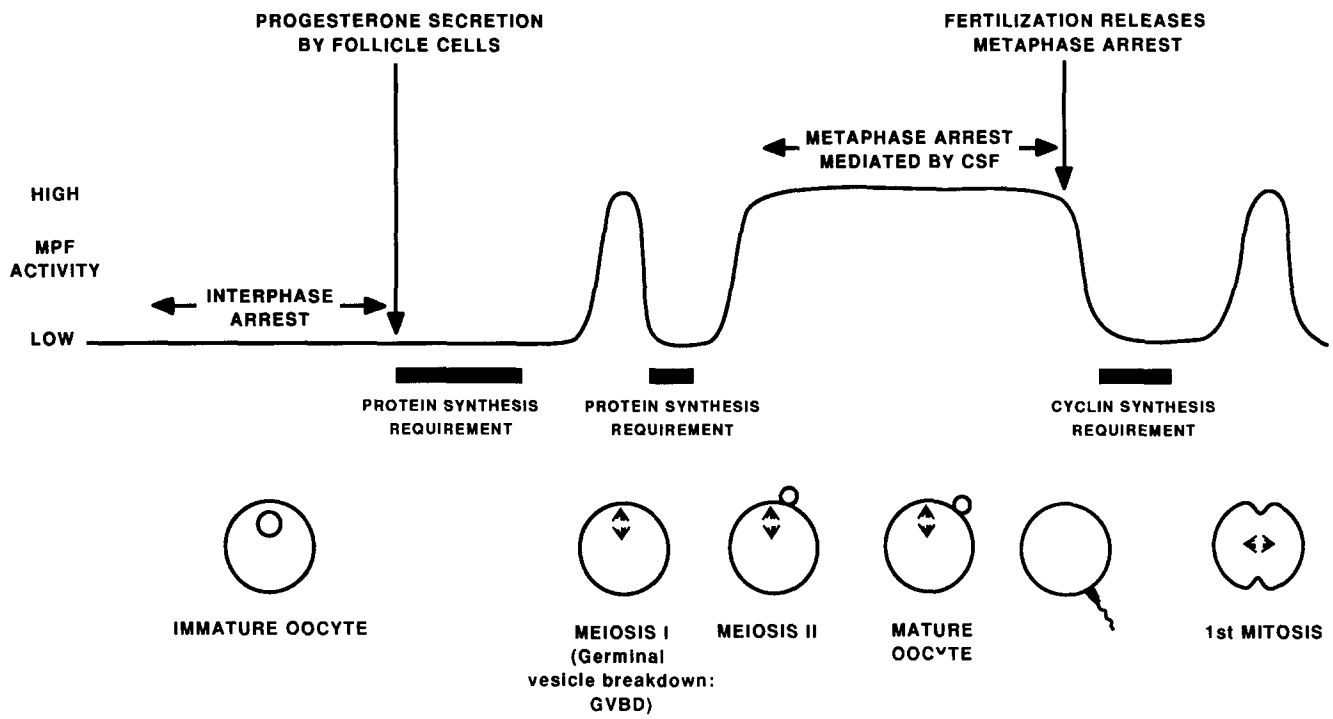 PROGESTERONE SECRETION
BY FOLLICLE CELLS
FERTILIZATION RELEASES
METAPHASE ARREST
METAPHASE ARREST
MEDIATED BY CSF
HIGH
MPF
ACTIVITY
INTERPHASE
ARREST
LOW
PROTEIN SYNTHESIS
REQUIREMENT
PROTEIN SYNTHESIS
REQUIREMENT
CYCLIN SYNTHESIS
REQUIREMENT
IMMATURE OOCYTE
MEIOSIS I
(Germinal
vesicle breakdown:
GVBD)
MEIOSIS II
MATURE
OOCYTE
1st MITOSIS